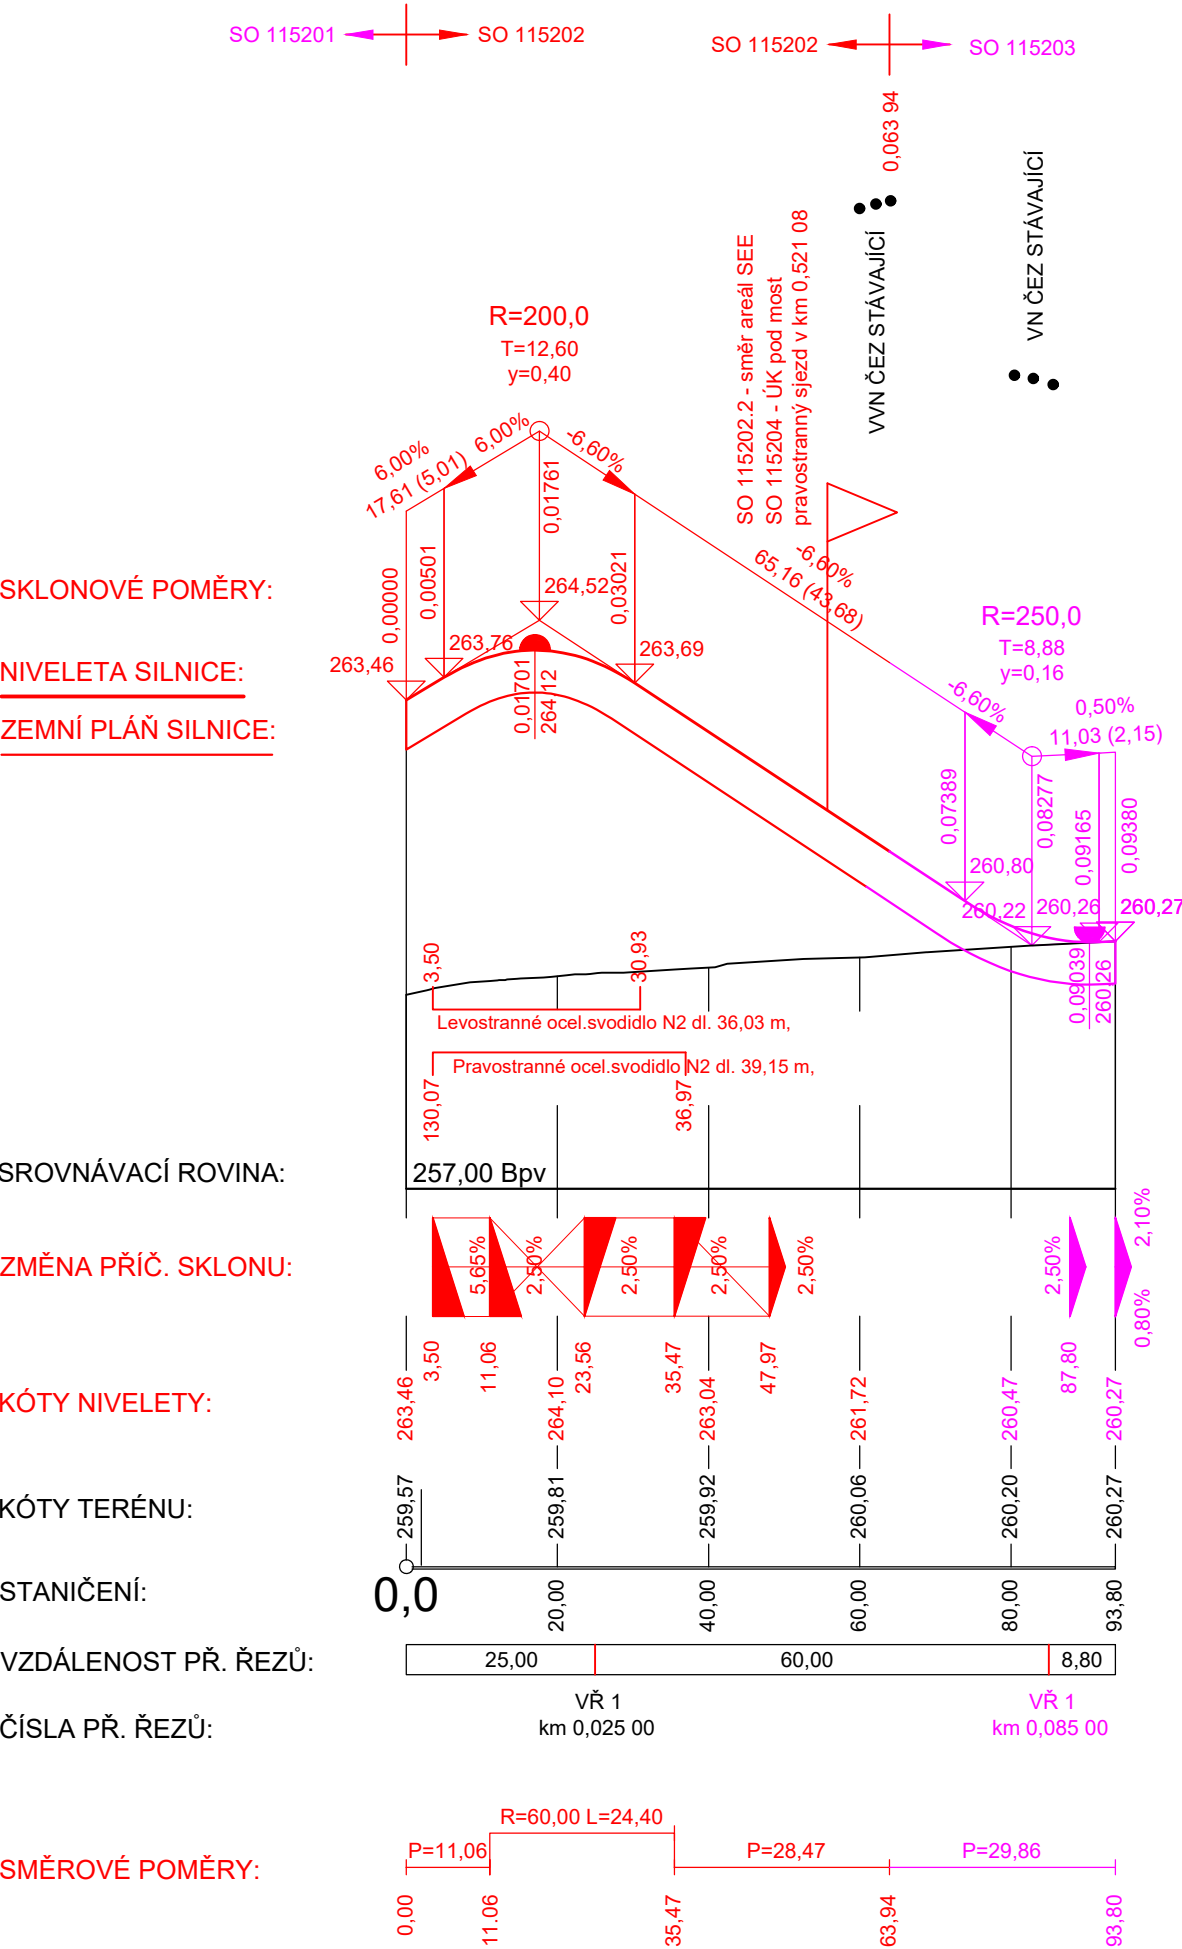 SO 115201
SO 115202
SO 115202
SO 115203
0,063 94
VVN ČEZ STÁVAJÍCÍ
VN ČEZ STÁVAJÍCÍ
SO 115202.2 - směr areál SEE
SO 115204 - ÚK pod most
pravostranný sjezd v km 0,521 08
R=200,0
T=12,60
y=0,40
6,00%
17,61 (5,01)
6,00%
-6,60%
0,01761
0,00501
0,00000
0,03021
-6,60%
65,16 (43,68)
SKLONOVÉ POMĚRY:
264,52
R=250,0
T=8,88
y=0,16
263,46
263,76
263,69
NIVELETA SILNICE:
0,01701
264,12
-6,60%
0,50%
11,03 (2,15)
ZEMNÍ PLÁŇ SILNICE:
0,07389
0,08277
0,09165
0,09380
260,80
260,22
260,26
260,27
0,09039
260,26
3,50
30,93
Levostranné ocel.svodidlo N2 dl. 36,03 m,
Pravostranné ocel.svodidlo N2 dl. 39,15 m,
130,07
36,97
SROVNÁVACÍ ROVINA:
257,00 Bpv
ZMĚNA PŘÍČ. SKLONU:
5,65%
2,50%
2,50%
2,50%
2,50%
2,50%
2,10%
0,80%
3,50
11,06
23,56
35,47
47,97
87,80
KÓTY NIVELETY:
263,46
264,10
263,04
261,72
260,47
260,27
KÓTY TERÉNU:
259,57
259,81
259,92
260,06
260,20
260,27
STANIČENÍ:
0,0
20,00
40,00
60,00
80,00
93,80
VZDÁLENOST PŘ. ŘEZŮ:
25,00
60,00
8,80
ČÍSLA PŘ. ŘEZŮ:
VŘ 1
km 0,025 00
VŘ 1
km 0,085 00
SMĚROVÉ POMĚRY:
P=11,06
R=60,00 L=24,40
P=28,47
P=29,86
0,00
11.06
35,47
63,94
93,80